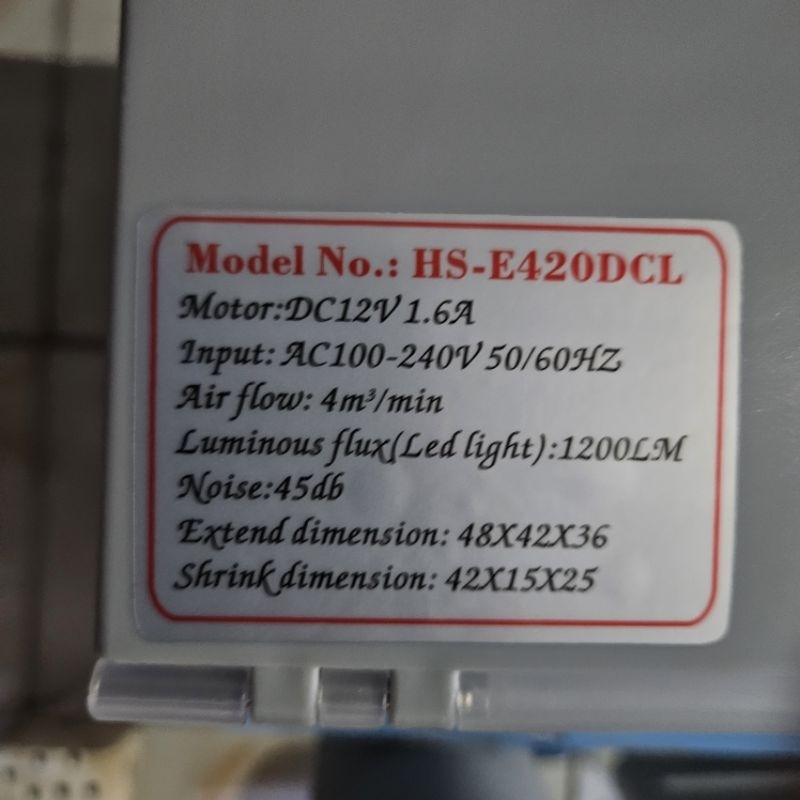 Model No.: HS-E420DCL
Motor:DC12V 1.6A
Input: AC100-240V 50/60HZ
Air flow: 4m³/min
Luminous flux(Led light):1200LM
Noise:45db
Extend dimension: 48X42X36
Shrink dimension: 42X15X25